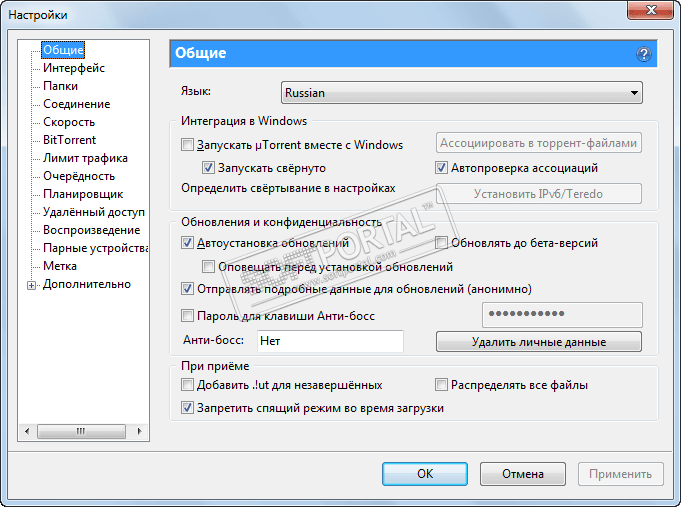 Настройки
Общие
Интерфейс
Папки
Соединение
Скорость
BitTorrent
Лимит трафика
Очерёдность
Планировщик
Удалённый доступ
Воспроизведение
Парные устройства
Метка
Дополнительно
Общие
Язык: Russian
Интеграция в Windows
Запускать µTorrent вместе с Windows Ассоциировать в торрент-файлами
Запускать свёрнуто Автопроверка ассоциаций
Определить свёртывание в настройках Установить IPv6/Teredo
Обновления и конфиденциальность
Автоустановка обновлений Обновлять до бета-версий
Оповещать перед установкой обновлений
Отправлять подробные данные для обновлений (анонимно)
Пароль для клавиши Анти-босс
Анти-босс: Нет Удалить личные данные
При приёме
Добавить .!ut для незавершённых Распределять все файлы
Запретить спящий режим во время загрузки
OK Отмена Применить
SOFTPORTAL
www.softportal.com